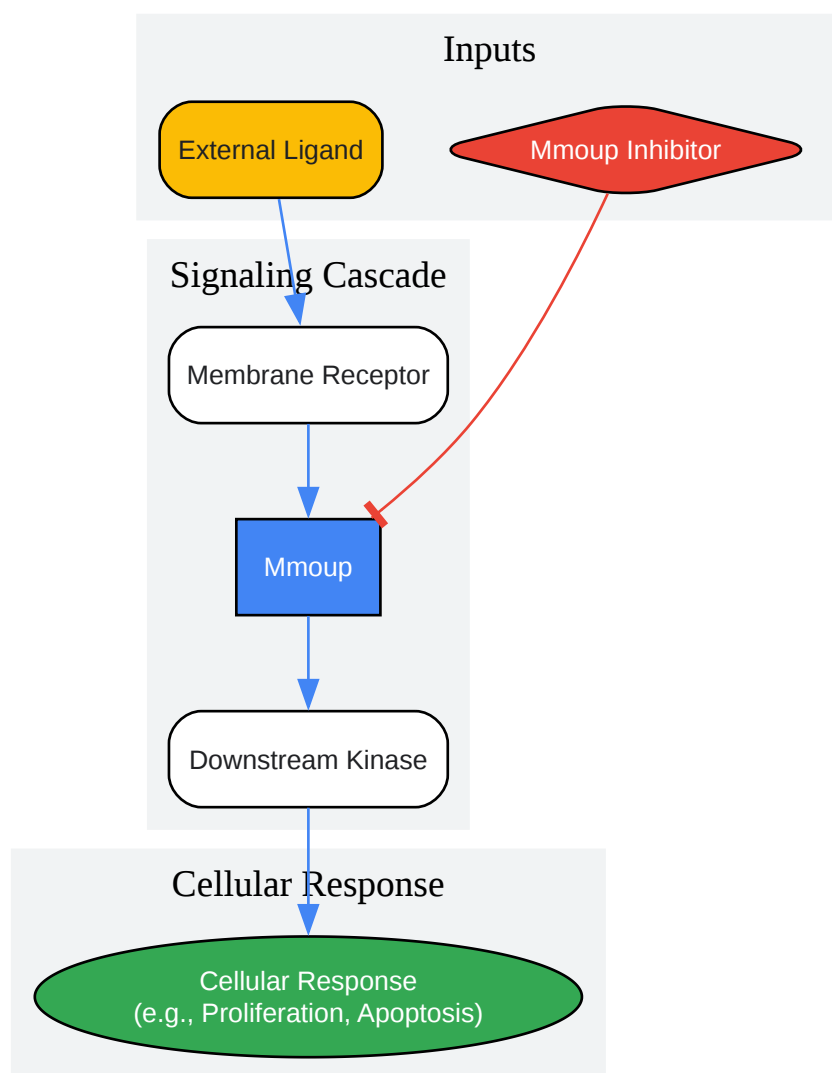 Inputs
External Ligand
Mmoup Inhibitor
Signaling Cascade
Membrane Receptor
Mmoup
Downstream Kinase
Cellular Response
Cellular Response
(e.g., Proliferation, Apoptosis)